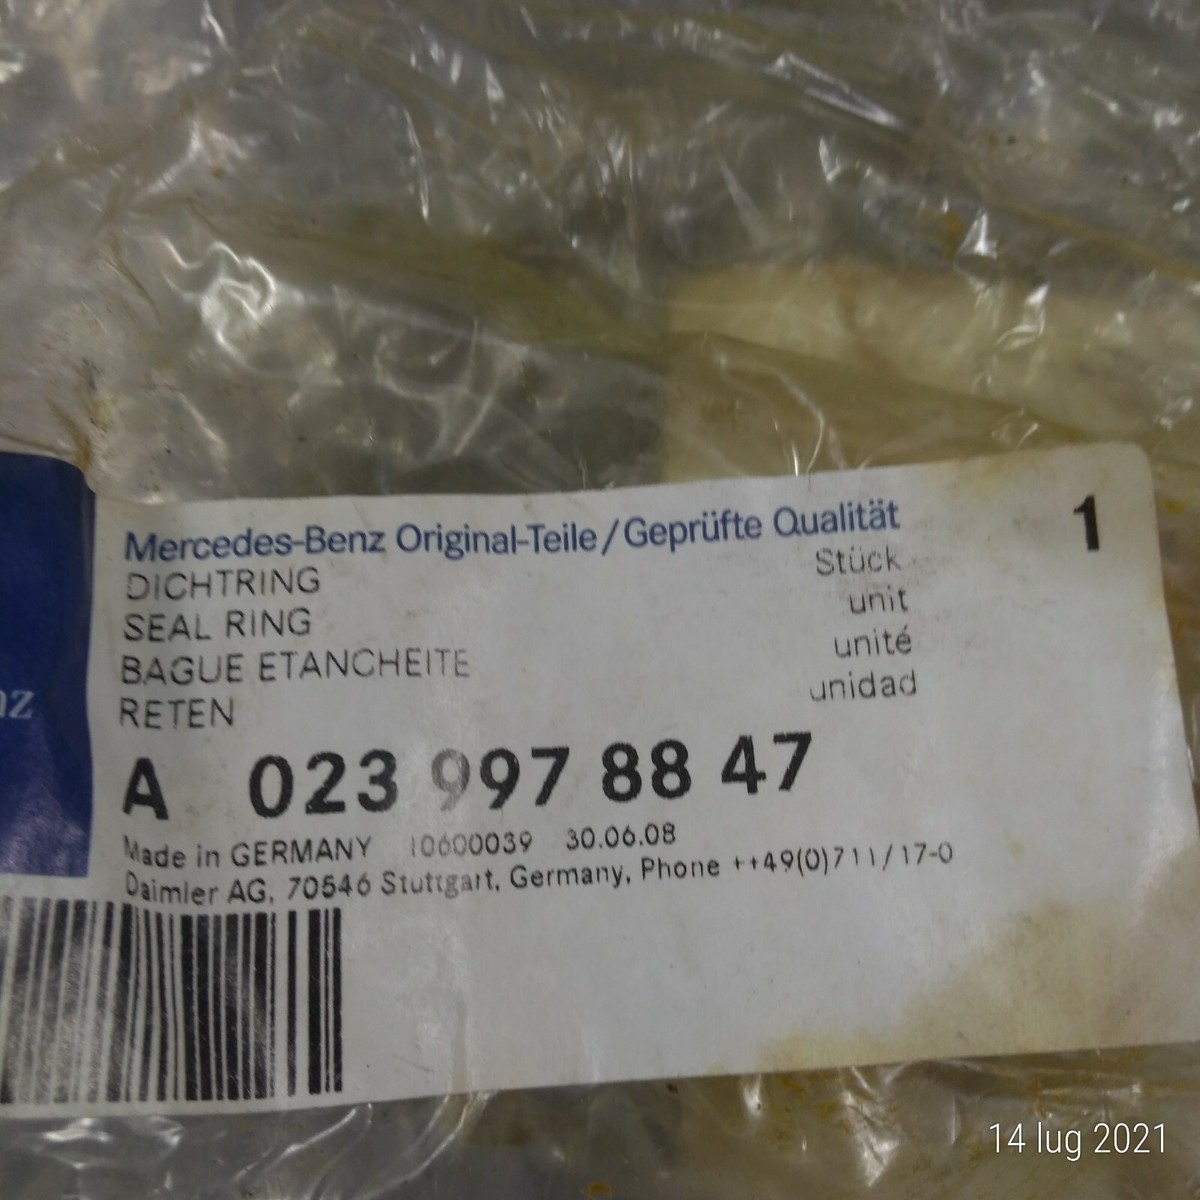 Mercedes-Benz Original-Teile/Geprüfte Qualität 1
DICHTRING Stück
SEAL RING unit
BAGUE ETANCHEITE unité
RETEN unidad
nz
A 023 997 88 47
Made in GERMANY 10600039 30.06.08
Daimler AG, 70546 Stuttgart, Germany, Phone ++49(0)711/17-0
14 lug 2021